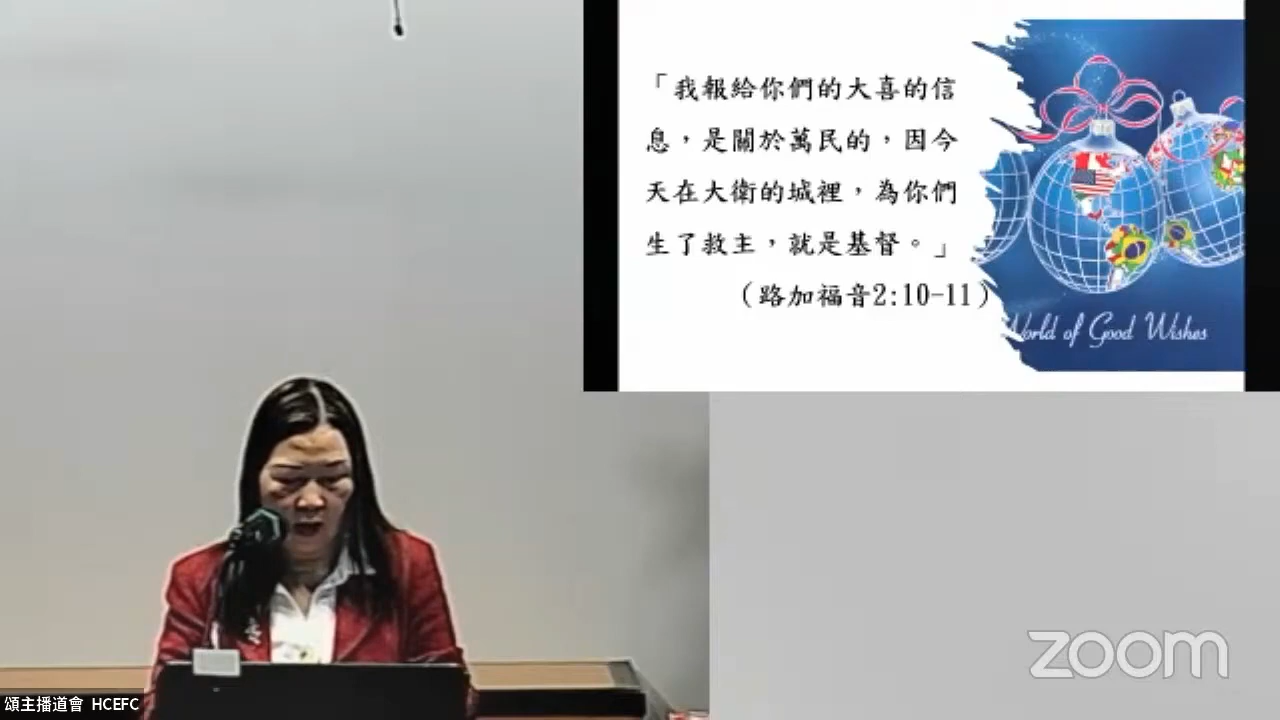 「我報給你們的大喜的信
息，是關於萬民的，因今
天在大衛的城裡，為你們
生了救主，就是基督。」
（路加福音2:10-11）
World of Good Wishes
zoom
頌主播道會 HCEFC